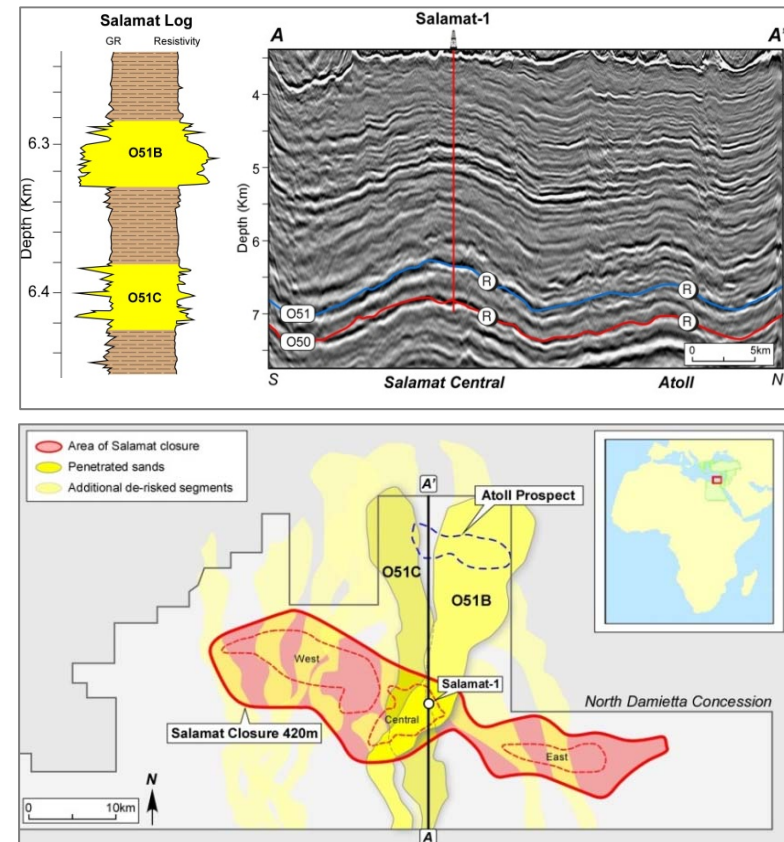 Salamat Log
GR
Resistivity
Depth (Km)
6.3
6.4
O51B
O51C
Salamat-1
A
A'
Depth (Km)
4
5
6
7
R
R
R
R
O51
O50
0 5km
S
Salamat Central
Atoll
N
Area of Salamat closure
Penetrated sands
Additional de-risked segments
A'
Atoll Prospect
O51C
O51B
West
Salamat-1
Central
North Damietta Concession
Salamat Closure 420m
East
N
0 10km
A